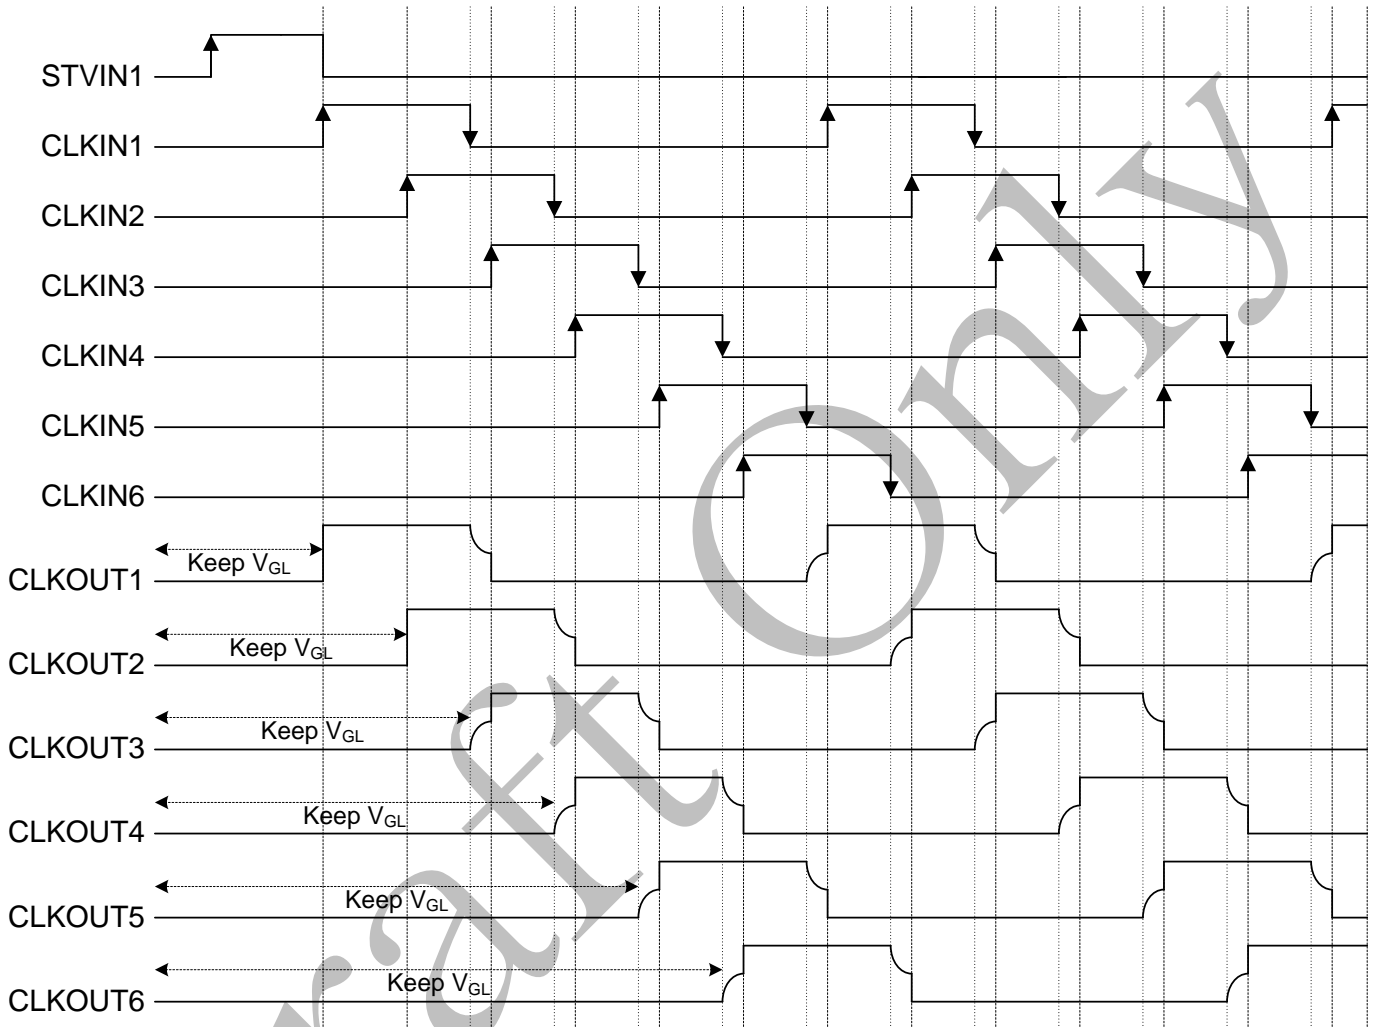 STVIN1
CLKIN1
CLKIN2
CLKIN3
CLKIN4
CLKIN5
CLKIN6
Keep VGL
CLKOUT1
Keep VGL
CLKOUT2
Keep VGL
CLKOUT3
Keep VGL
CLKOUT4
Keep VGL
CLKOUT5
Keep VGL
CLKOUT6
raft Only